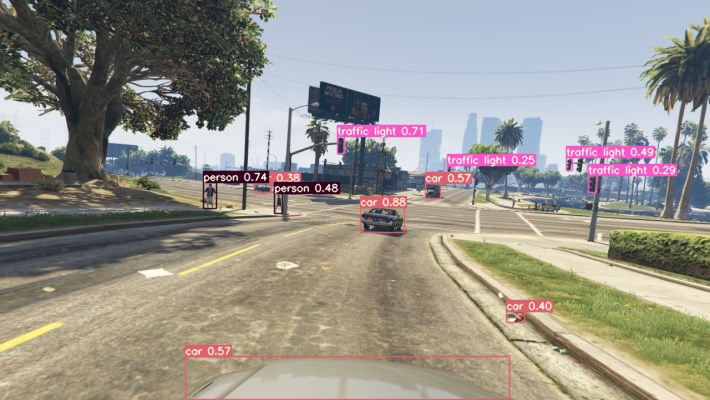 traffic light 0.71
traffic light 0.49
traffic light 0.25
traffic light 0.29
person 0.74
0.38
car 0.57
person 0.48
car 0.88
car 0.40
car 0.57